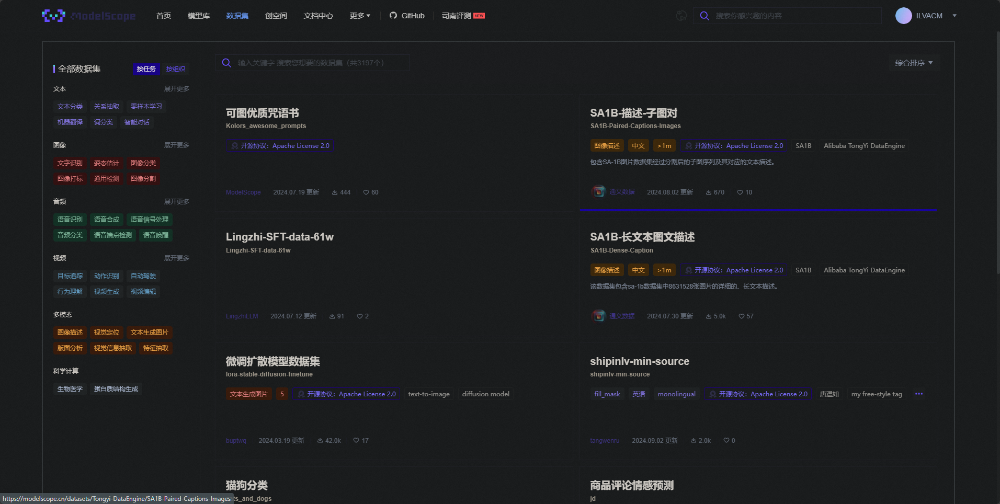 ModelScope 首页 模型库 数据集 创空间 文档中心 更多 GitHub 司南评测 NEW 搜索你感兴趣的内容 ILVACM
全部数据集 按任务 按组织
文本 展开更多
文本分类 关系抽取 零样本学习
机器翻译 词分类 智能对话
图像 展开更多
文字识别 姿态估计 图像分类
图像打标 通用检测 图像分割
音频 展开更多
语音识别 语音合成 语音信号处理
音频分类 语音端点检测 语音唤醒
视频 展开更多
目标追踪 动作识别 自动驾驶
行为理解 视频生成 视频编辑
多模态
图像描述 视觉定位 文本生成图片
版面分析 视觉信息抽取 特征抽取
科学计算
生物医学 蛋白质结构生成
输入关键字 搜索您想要的数据集（共3197个） 综合排序
可图优质咒语书
Kolors_awesome_prompts
开源协议：Apache License 2.0
ModelScope 2024.07.19 更新 444 60
SA1B-描述-子图对
SA1B-Paired-Captions-Images
图像描述 中文 >1m 开源协议：Apache License 2.0 SA1B Alibaba TongYi DataEngine
包含SA-1B图片数据集经过分割后的子图序列及其对应的文本描述。
通义数据 2024.08.02 更新 670 10
Lingzhi-SFT-data-61w
Lingzhi-SFT-data-61w
LingzhiLLM 2024.07.12 更新 91 2
SA1B-长文本图文描述
SA1B-Dense-Caption
图像描述 中文 >1m 开源协议：Apache License 2.0 SA1B Alibaba TongYi DataEngine
该数据集包含sa-1b数据集中8631528张图片的详细的、长文本描述。
通义数据 2024.07.30 更新 5.0k 57
微调扩散模型数据集
lora-stable-diffusion-finetune
文本生成图片 5 开源协议：Apache License 2.0 text-to-image diffusion model
buptwq 2024.03.19 更新 42.0k 17
shipinlv-min-source
shipinlv-min-source
fill_mask 英语 monolingual 开源协议：Apache License 2.0 唐温如 my free-style tag •••
tangwenru 2024.09.02 更新 2.0k 0
猫狗分类
ts_and_dogs
商品评论情感预测
jd
https://modelscope.cn/datasets/Tongyi-DataEngine/SA1B-Paired-Captions-Images